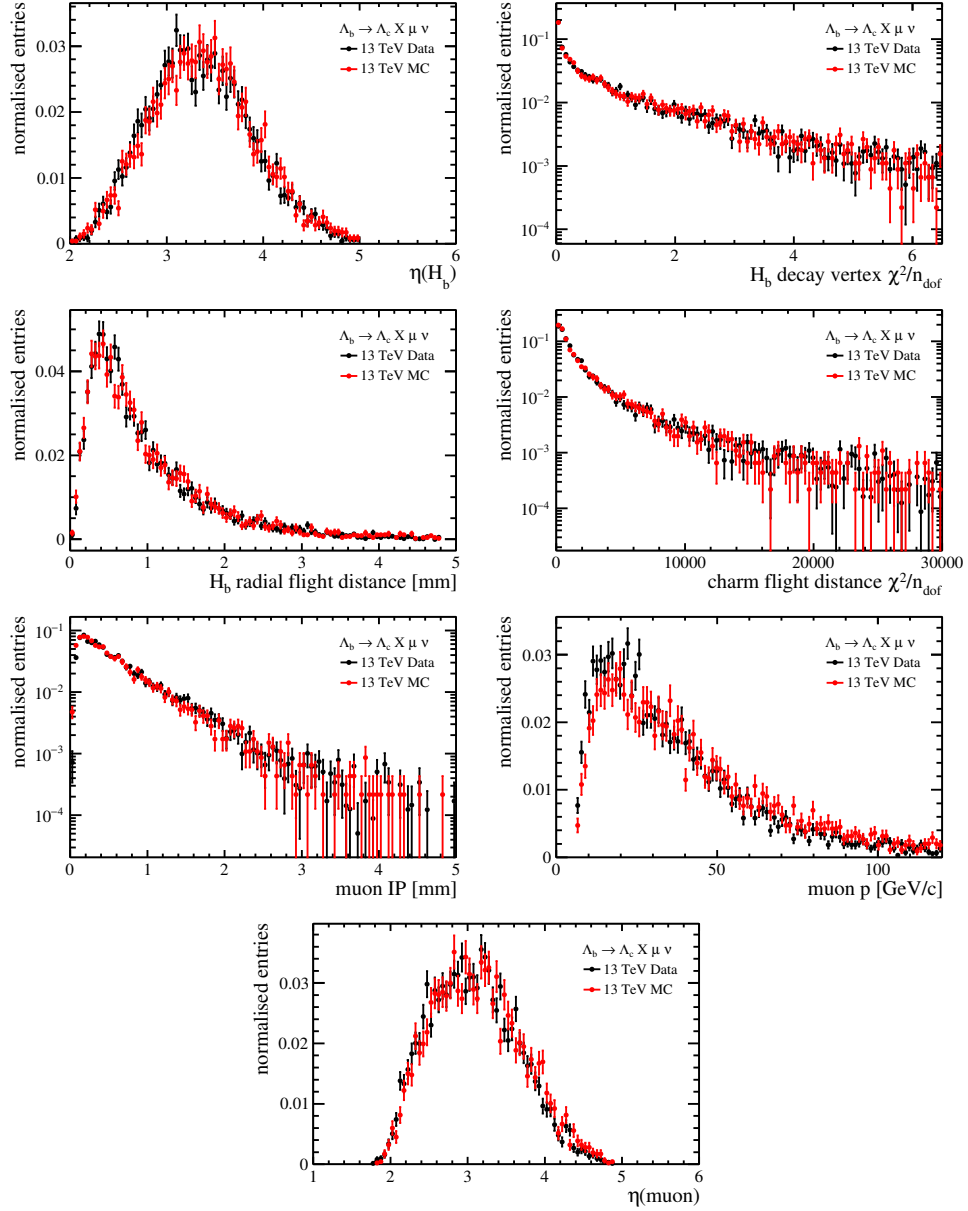 normalised entries
0.03
0.02
0.01
0
Λb → Λc X μ ν
13 TeV Data
13 TeV MC
2 3 4 5 6
η(Hb)
normalised entries
10⁻¹
10⁻²
10⁻³
10⁻⁴
Λb → Λc X μ ν
13 TeV Data
13 TeV MC
0 2 4 6
Hb decay vertex χ²/ndof
normalised entries
0.04
0.02
0
Λb → Λc X μ ν
13 TeV Data
13 TeV MC
0 1 2 3 4 5
Hb radial flight distance [mm]
normalised entries
10⁻¹
10⁻²
10⁻³
10⁻⁴
Λb → Λc X μ ν
13 TeV Data
13 TeV MC
0 10000 20000 30000
charm flight distance χ²/ndof
normalised entries
10⁻¹
10⁻²
10⁻³
10⁻⁴
Λb → Λc X μ ν
13 TeV Data
13 TeV MC
0 1 2 3 4 5
muon IP [mm]
normalised entries
0.03
0.02
0.01
0
Λb → Λc X μ ν
13 TeV Data
13 TeV MC
0 50 100
muon p [GeV/c]
normalised entries
0.03
0.02
0.01
0
Λb → Λc X μ ν
13 TeV Data
13 TeV MC
1 2 3 4 5 6
η(muon)